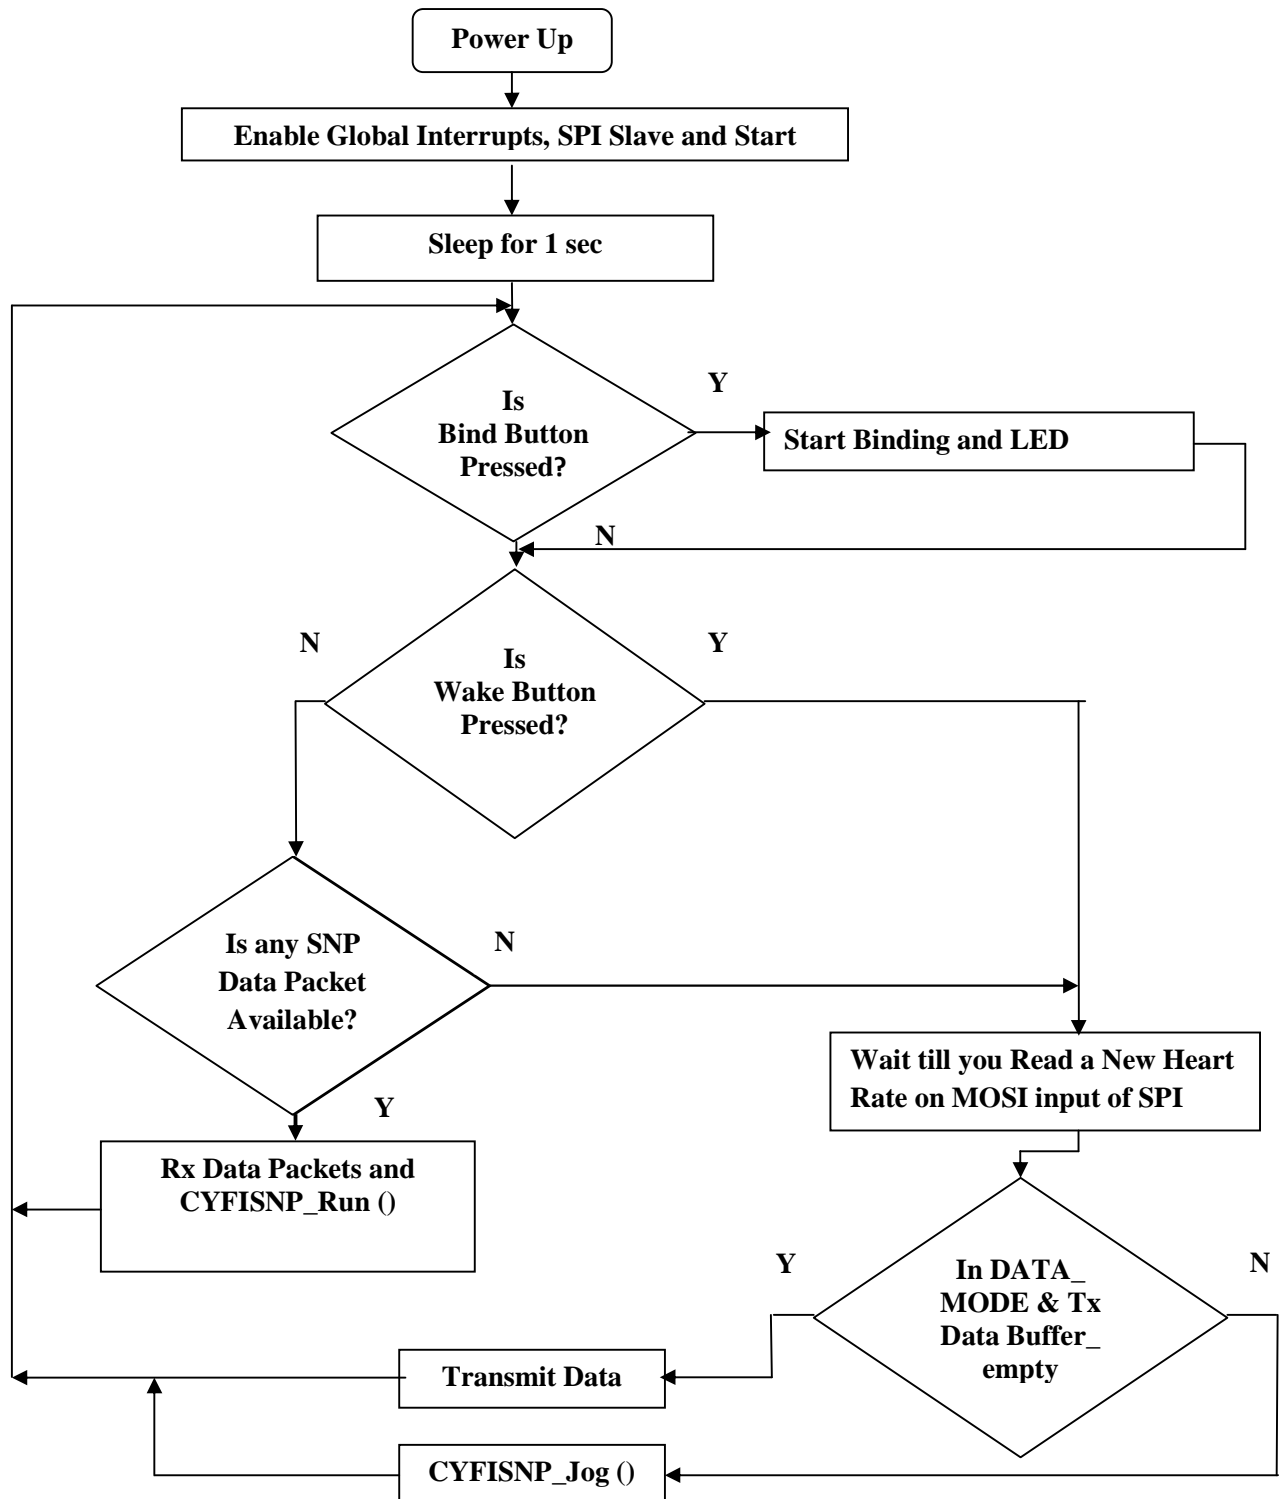 Power Up
Enable Global Interrupts, SPI Slave and Start
Sleep for 1 sec
Is
Bind Button
Pressed?
Y
Start Binding and LED
N
Is
Wake Button
Pressed?
N
Y
Is any SNP
Data Packet
Available?
N
Y
Wait till you Read a New Heart
Rate on MOSI input of SPI
Rx Data Packets and
CYFISNP_Run ()
In DATA_
MODE & Tx
Data Buffer_
empty
Y
N
Transmit Data
CYFISNP_Jog ()